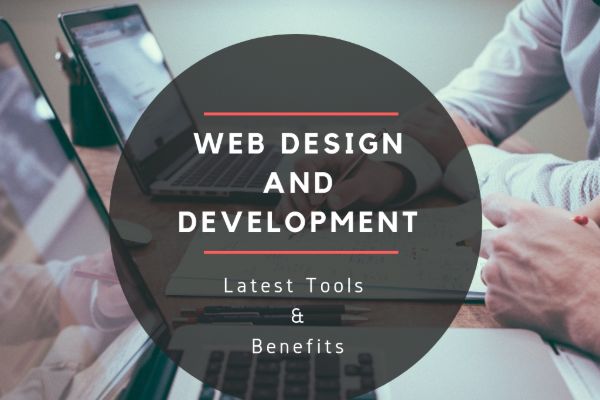 WEB DESIGN
AND
DEVELOPMENT
Latest Tools
&
Benefits